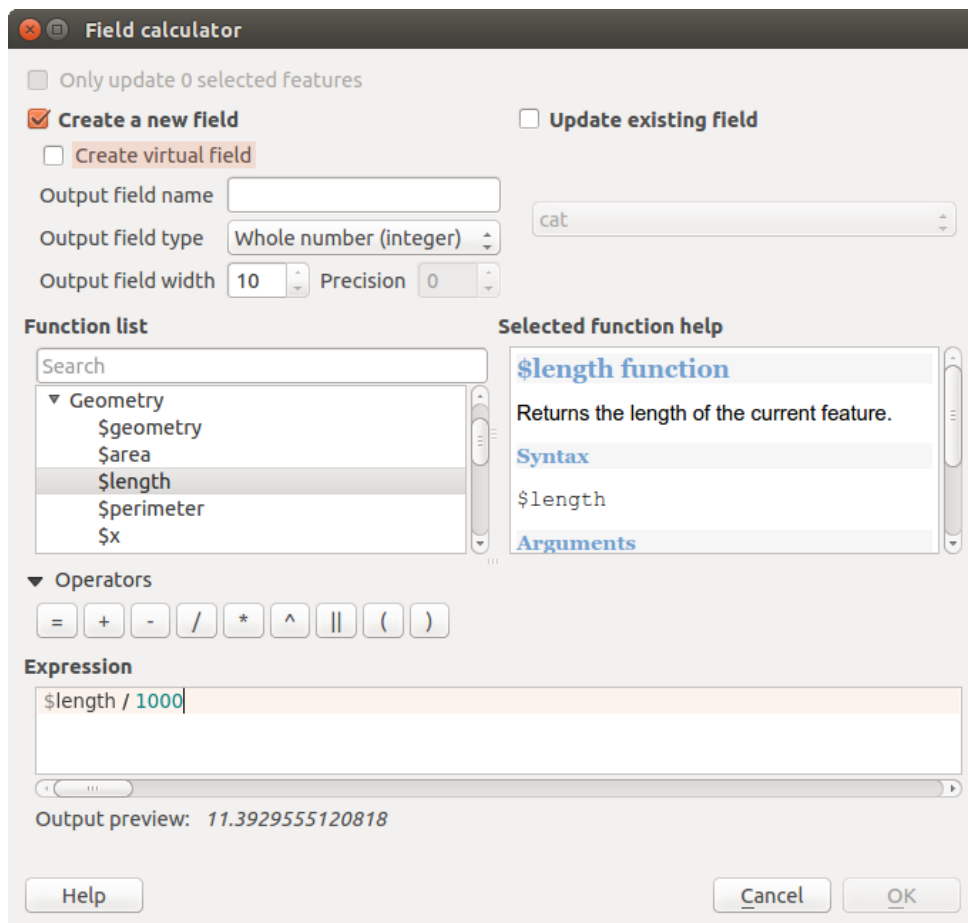 Field calculator
Only update 0 selected features
Create a new field
Update existing field
Create virtual field
Output field name
cat
Output field type Whole number (integer)
Output field width 10 Precision 0
Function list
Selected function help
Search
Geometry
$geometry
$area
$length
$perimeter
$x
$length function
Returns the length of the current feature.
Syntax
$length
Arguments
Operators
= + - / * ^ || ( )
Expression
$length / 1000
Output preview: 11.3929555120818
Help Cancel OK